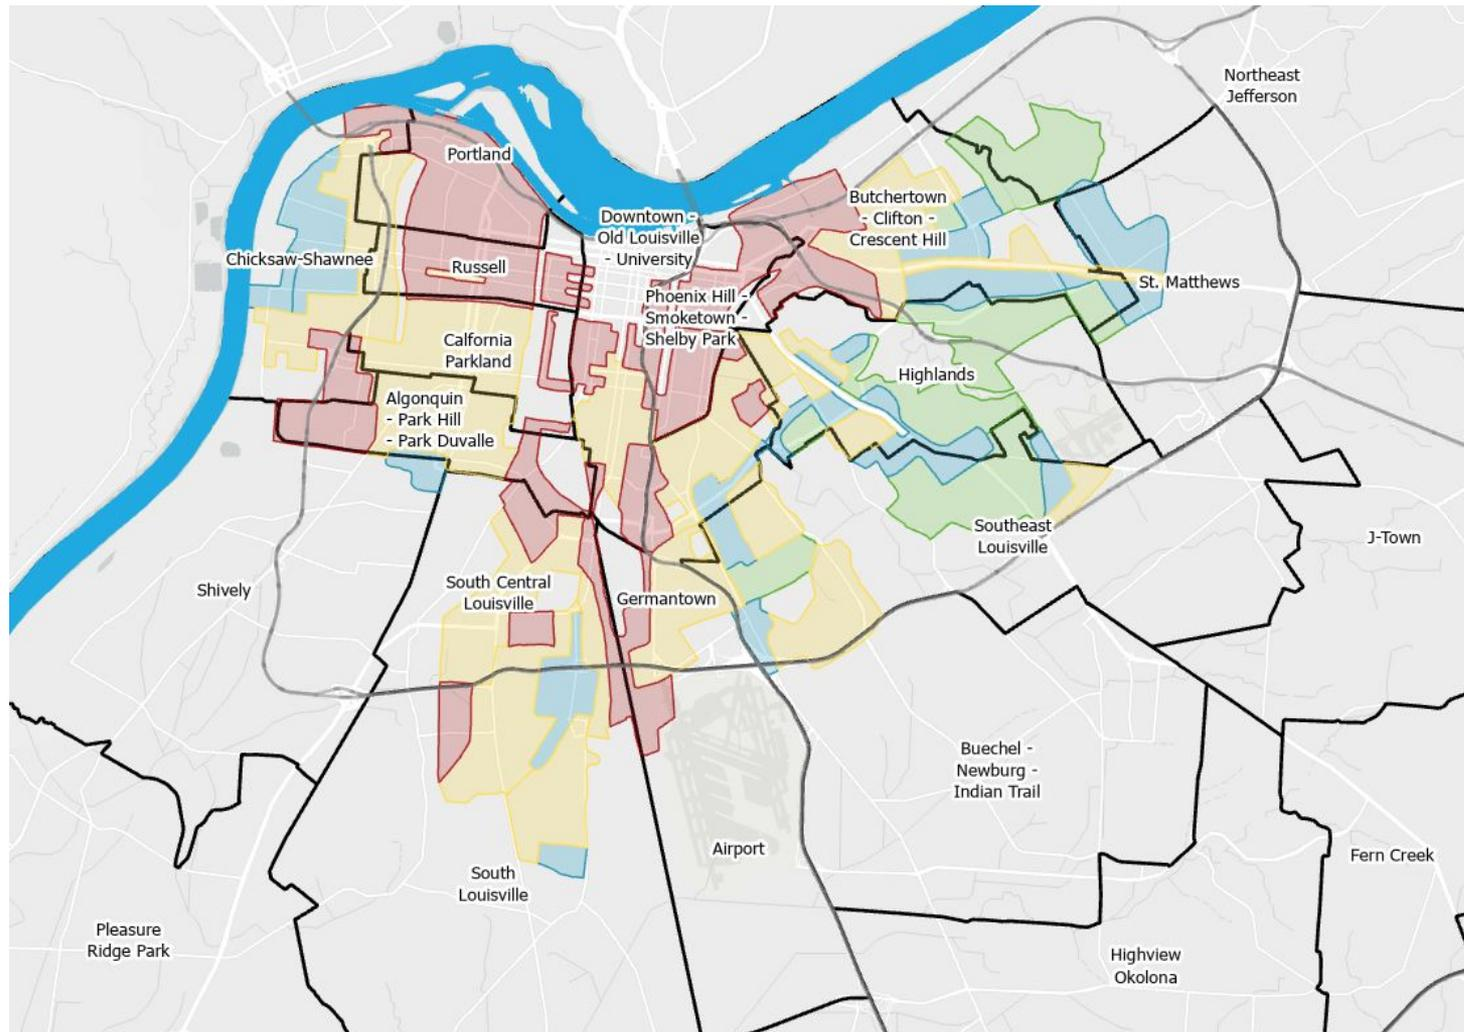 Northeast
Jefferson
Portland
Butchertown
- Clifton -
Crescent Hill
Downtown -
Old Louisville
- University
Chicksaw-Shawnee
Russell
St. Matthews
Phoenix Hill -
Smoketown -
Shelby Park
Calfornia
Parkland
Highlands
Algonquin
- Park Hill
- Park Duvalle
Southeast
Louisville
J-Town
Shively
South Central
Louisville
Germantown
Buechel -
Newburg -
Indian Trail
Airport
Fern Creek
South
Louisville
Pleasure
Ridge Park
Highview
Okolona